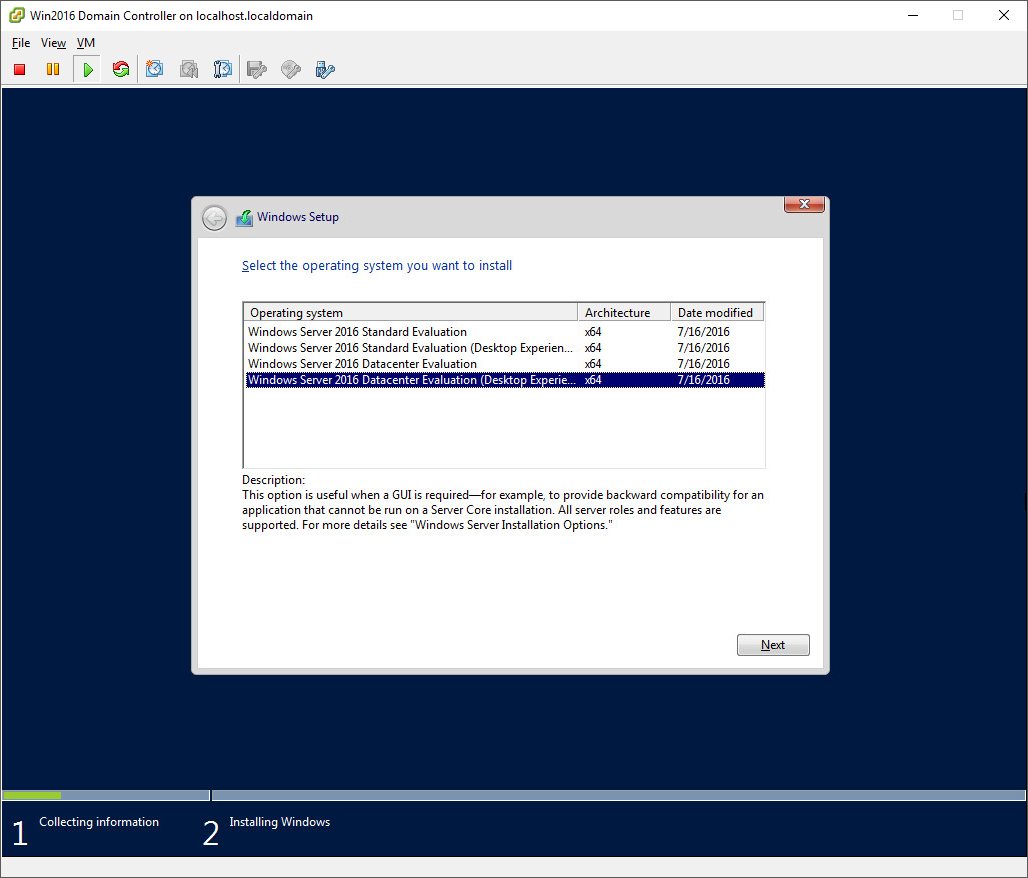 Win2016 Domain Controller on localhost.localdomain
File View VM
Windows Setup
Select the operating system you want to install
Operating system Architecture Date modified
Windows Server 2016 Standard Evaluation x64 7/16/2016
Windows Server 2016 Standard Evaluation (Desktop Experien... x64 7/16/2016
Windows Server 2016 Datacenter Evaluation x64 7/16/2016
Windows Server 2016 Datacenter Evaluation (Desktop Experie... x64 7/16/2016
Description:
This option is useful when a GUI is required—for example, to provide backward compatibility for an
application that cannot be run on a Server Core installation. All server roles and features are
supported. For more details see "Windows Server Installation Options."
Next
1 Collecting information 2 Installing Windows